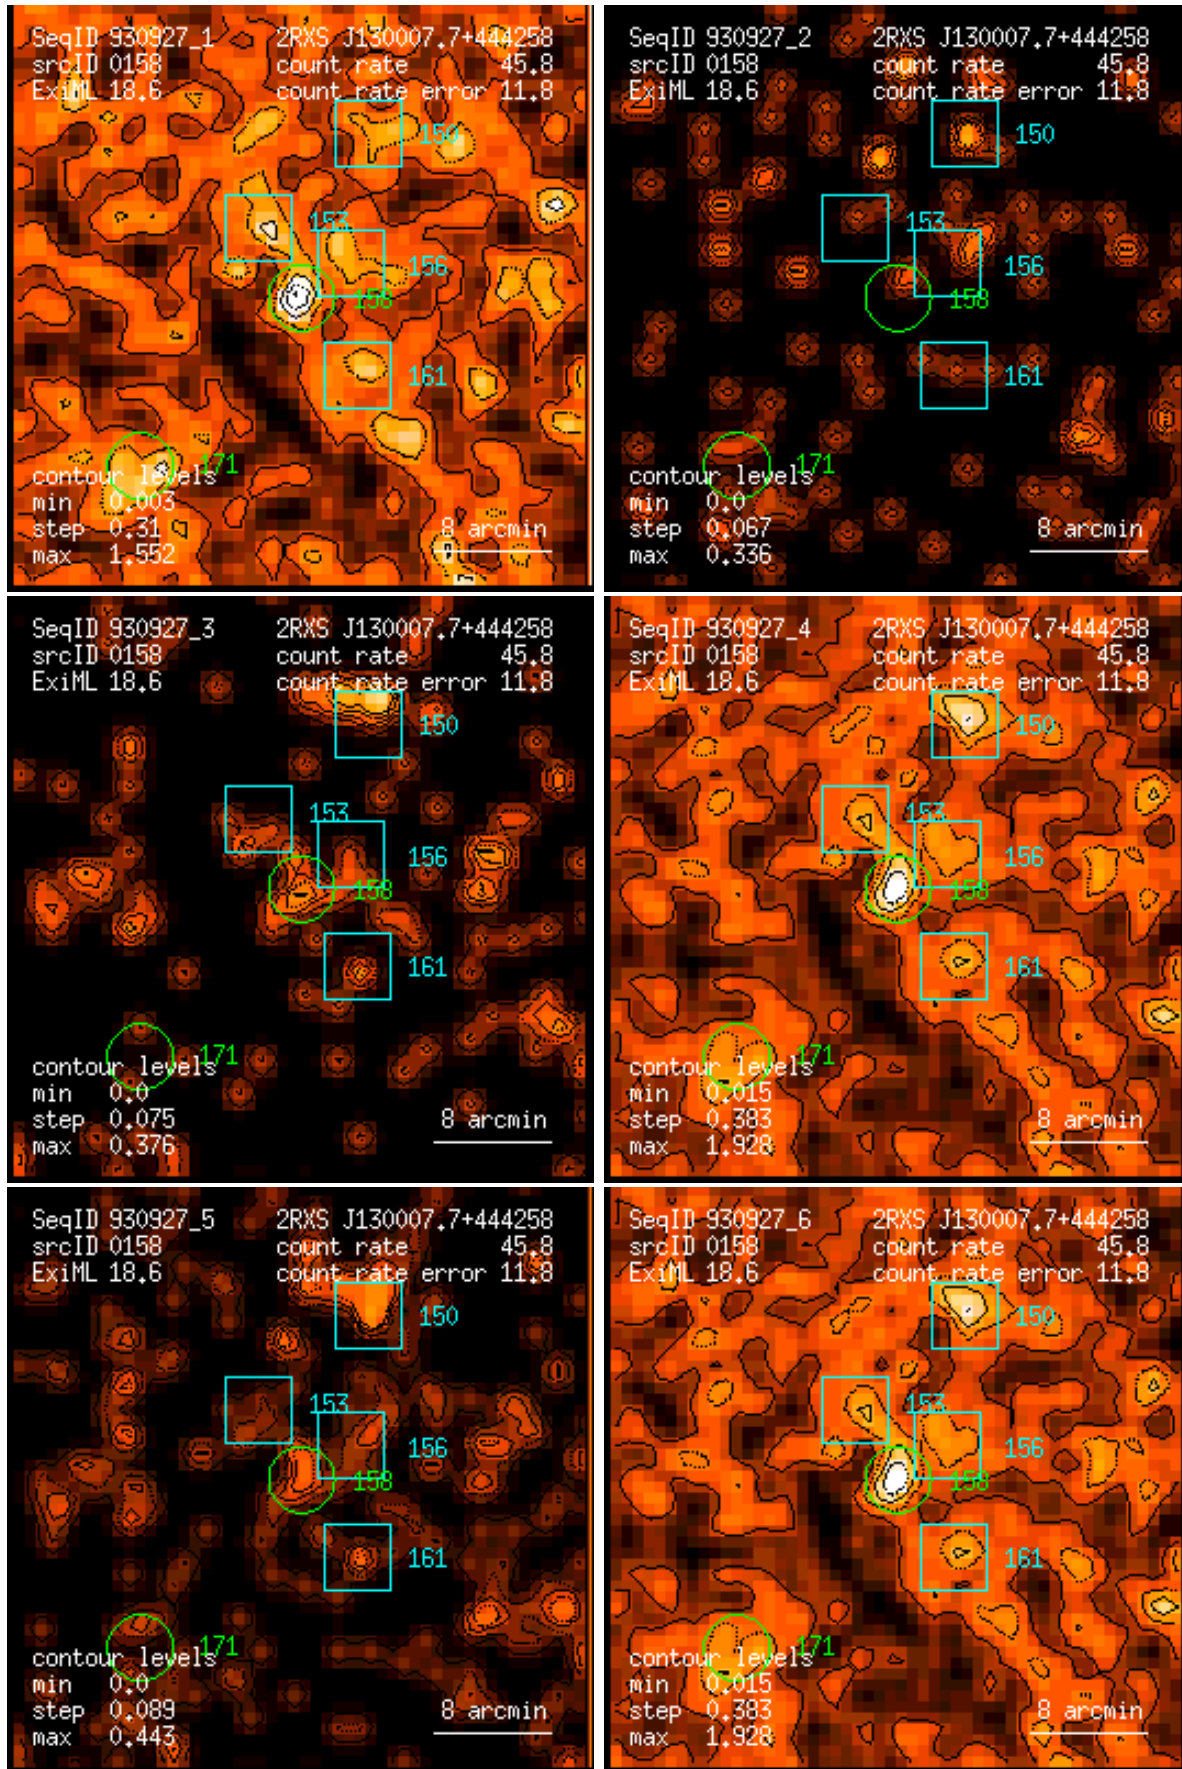 SeqID 930927_1 2RXS J130007.7+444258
srcID 0158 count rate 45.8
ExiML 18.6 count rate error 11.8
150
153
156
158
161
171
contour levels
min 0.003
step 0.31
max 1.552
8 arcmin
SeqID 930927_2 2RXS J130007.7+444258
srcID 0158 count rate 45.8
ExiML 18.6 count rate error 11.8
150
153
156
158
161
171
contour levels
min 0.0
step 0.067
max 0.336
8 arcmin
SeqID 930927_3 2RXS J130007.7+444258
srcID 0158 count rate 45.8
ExiML 18.6 count rate error 11.8
150
153
156
158
161
171
contour levels
min 0.0
step 0.075
max 0.376
8 arcmin
SeqID 930927_4 2RXS J130007.7+444258
srcID 0158 count rate 45.8
ExiML 18.6 count rate error 11.8
150
153
156
158
161
171
contour levels
min 0.015
step 0.383
max 1.928
8 arcmin
SeqID 930927_5 2RXS J130007.7+444258
srcID 0158 count rate 45.8
ExiML 18.6 count rate error 11.8
150
153
156
158
161
171
contour levels
min 0.0
step 0.089
max 0.443
8 arcmin
SeqID 930927_6 2RXS J130007.7+444258
srcID 0158 count rate 45.8
ExiML 18.6 count rate error 11.8
150
153
156
158
161
171
contour levels
min 0.015
step 0.383
max 1.928
8 arcmin